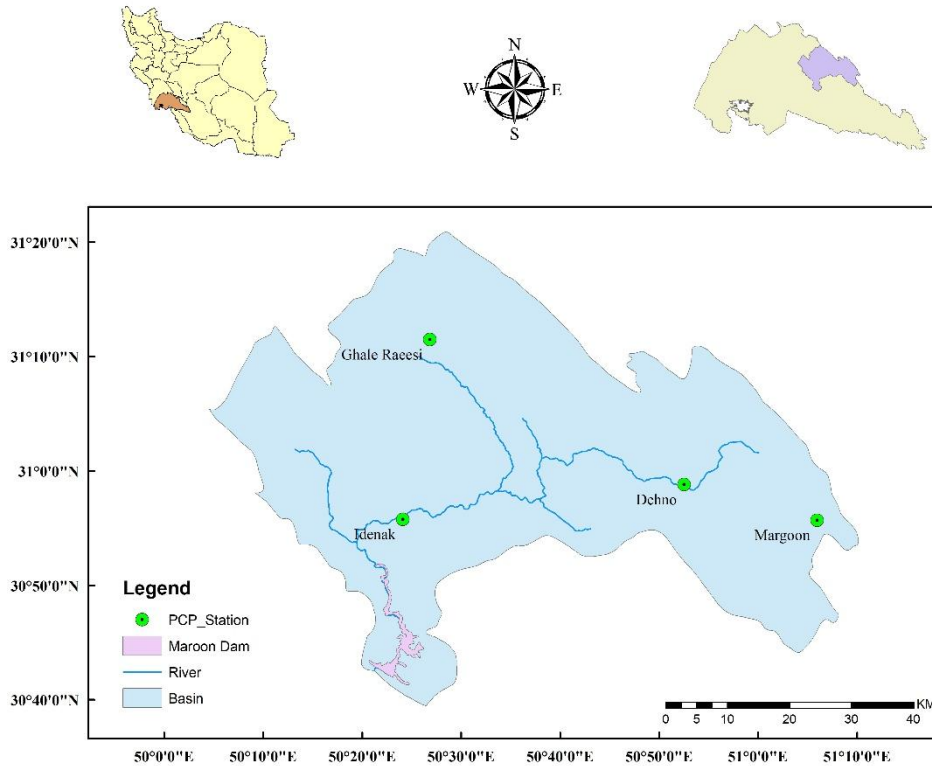 N
W E
S
31°20'0"N
31°10'0"N
31°0'0"N
30°50'0"N
30°40'0"N
Ghale Raeesi
Dehno
Idenak
Margoon
Legend
PCP_Station
Maroon Dam
River
Basin
KM
0 5 10 20 30 40
50°0'0"E 50°10'0"E 50°20'0"E 50°30'0"E 50°40'0"E 50°50'0"E 51°0'0"E 51°10'0"E